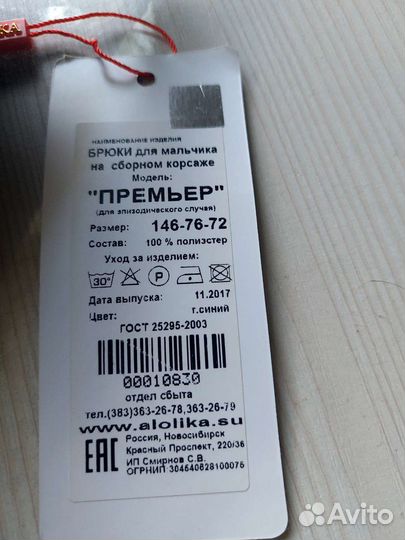 КА
НАИМЕНОВАНИЕ ИЗДЕЛИЯ
БРЮКИ для мальчика
на сборном корсаже
Модель:
"ПРЕМЬЕР"
(для эпизодического случая)
Размер: 146-76-72
Состав: 100 % полиэстер
Уход за изделием:
30° P
Дата выпуска: 11.2017
Цвет: г.синий
ГОСТ 25295-2003
00010830
отдел сбыта
тел.(383)363-26-78,363-26-79
www.alolika.su
ЕАС
Россия, Новосибирск
Красный Проспект, 220/36
ИП Смирнов С.В.
ОГРНИП 304540628100075
Avito